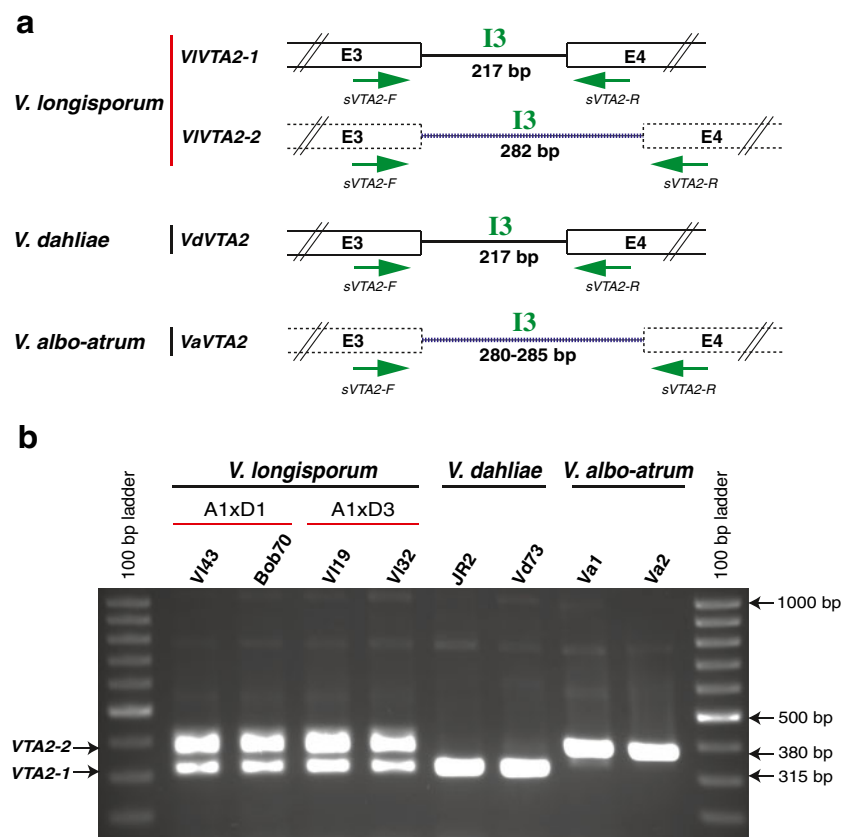 a
I3
E3
E4
VlVTA2-1
217 bp
sVTA2-F
sVTA2-R
V. longisporum
I3
E3
E4
VlVTA2-2
282 bp
sVTA2-F
sVTA2-R
I3
V. dahliae
VdVTA2
E3
E4
217 bp
sVTA2-F
sVTA2-R
I3
V. albo-atrum
VaVTA2
E3
E4
280-285 bp
sVTA2-F
sVTA2-R
b
V. longisporum
V. dahliae
V. albo-atrum
A1xD1
A1xD3
100 bp ladder
Vl43
Bob70
Vl19
Vl32
JR2
Vd73
Va1
Va2
100 bp ladder
1000 bp
500 bp
VTA2-2
380 bp
VTA2-1
315 bp